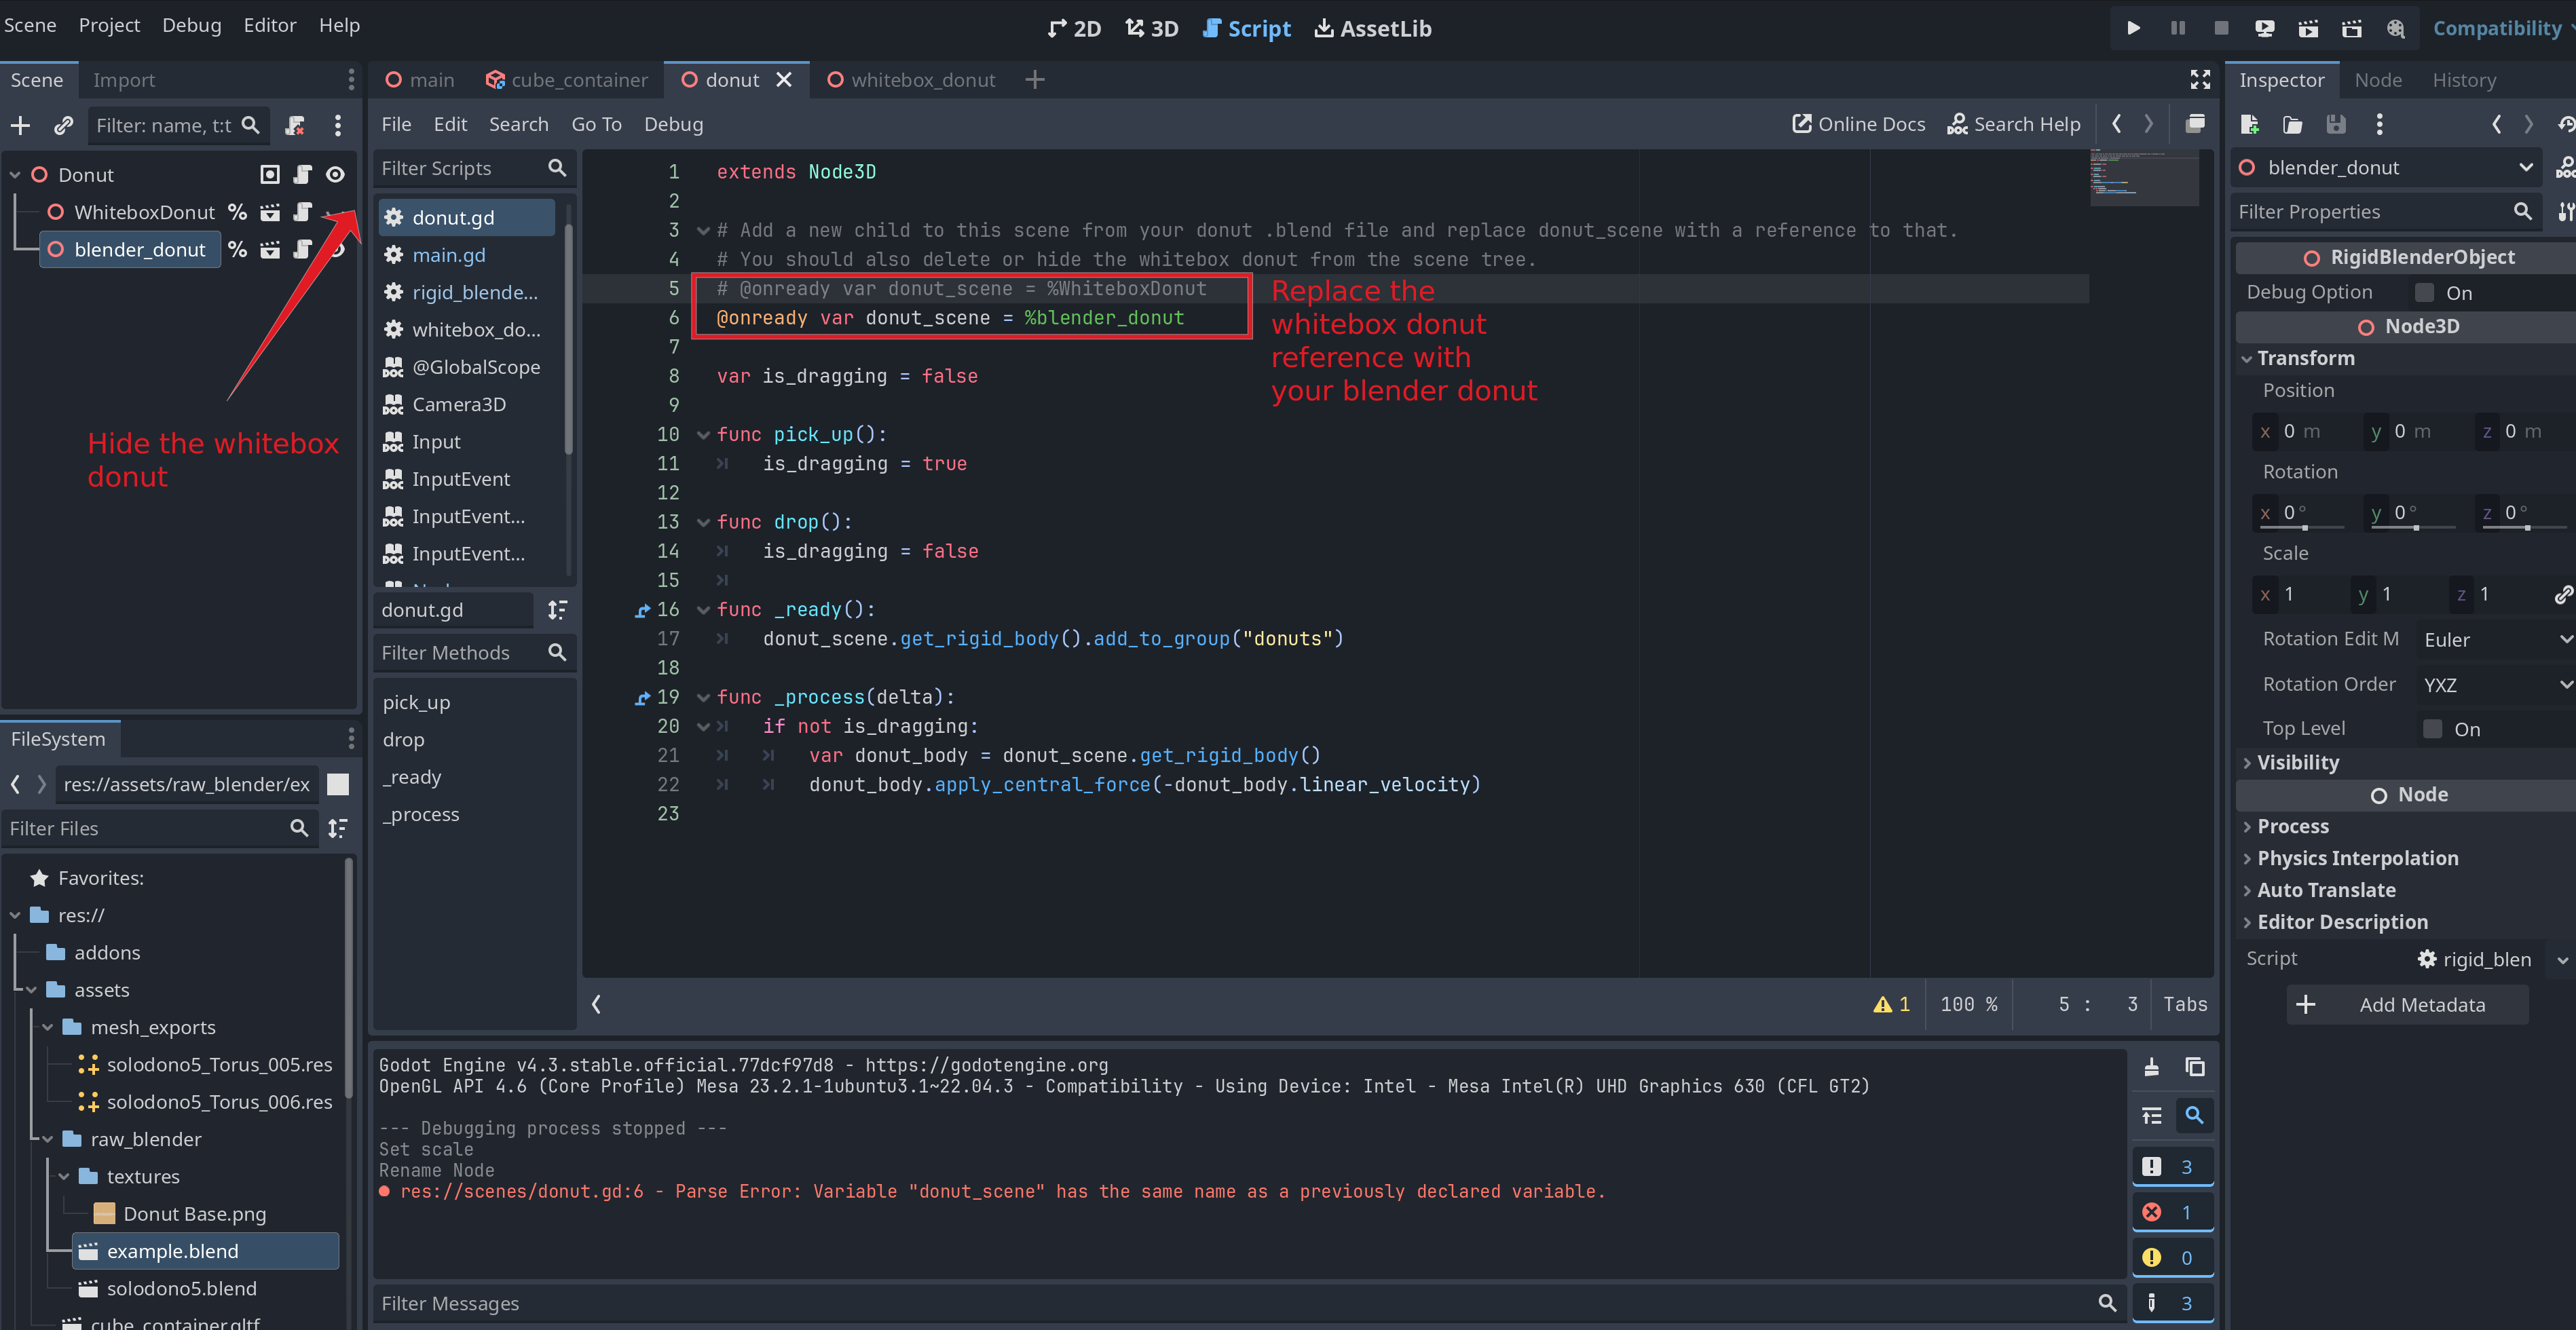 Scene Project Debug Editor Help
2D 3D Script AssetLib
Compatibility
Scene Import
Filter: name, t:t
Donut
WhiteboxDonut %
blender_donut %
Hide the whitebox
donut
FileSystem
res://assets/raw_blender/ex
Filter Files
Favorites:
res://
addons
assets
mesh_exports
solodono5_Torus_005.res
solodono5_Torus_006.res
raw_blender
textures
Donut Base.png
example.blend
solodono5.blend
cube_container.gltf
main cube_container donut whitebox_donut
File Edit Search Go To Debug
Online Docs Search Help
Filter Scripts
donut.gd
main.gd
rigid_blende...
whitebox_do...
@GlobalScope
Camera3D
Input
InputEvent
InputEvent...
InputEvent...
donut.gd
Filter Methods
pick_up
drop
_ready
_process
1 extends Node3D
2
3 # Add a new child to this scene from your donut .blend file and replace donut_scene with a reference to that.
4 # You should also delete or hide the whitebox donut from the scene tree.
5 # @onready var donut_scene = %WhiteboxDonut
6 @onready var donut_scene = %blender_donut
7
8 var is_dragging = false
9
10 func pick_up():
11 is_dragging = true
12
13 func drop():
14 is_dragging = false
15
16 func _ready():
17 donut_scene.get_rigid_body().add_to_group("donuts")
18
19 func _process(delta):
20 if not is_dragging:
21 var donut_body = donut_scene.get_rigid_body()
22 donut_body.apply_central_force(-donut_body.linear_velocity)
23
Replace the
whitebox donut
reference with
your blender donut
1 100 % 5 : 3 Tabs
Godot Engine v4.3.stable.official.77dcf97d8 - https://godotengine.org
OpenGL API 4.6 (Core Profile) Mesa 23.2.1-1ubuntu3.1~22.04.3 - Compatibility - Using Device: Intel - Mesa Intel(R) UHD Graphics 630 (CFL GT2)
--- Debugging process stopped ---
Set scale
Rename Node
res://scenes/donut.gd:6 - Parse Error: Variable "donut_scene" has the same name as a previously declared variable.
Filter Messages
3
1
0
3
Inspector Node History
blender_donut
Filter Properties
RigidBlenderObject
Debug Option On
Node3D
Transform
Position
x 0 m y 0 m z 0 m
Rotation
x 0 ° y 0 ° z 0 °
Scale
x 1 y 1 z 1
Rotation Edit M Euler
Rotation Order YXZ
Top Level On
Visibility
Node
Process
Physics Interpolation
Auto Translate
Editor Description
Script rigid_blen
Add Metadata